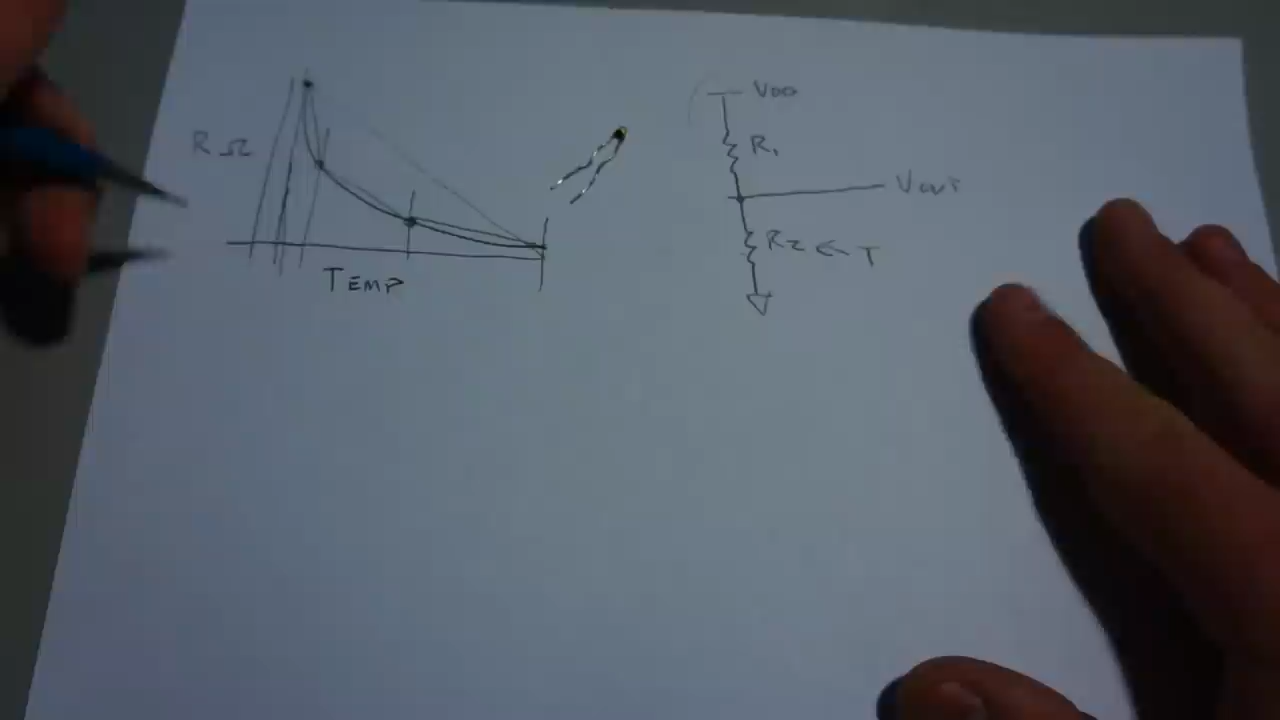 R Ω
TEMP
VDD
R1
VOUT
R2 ← T